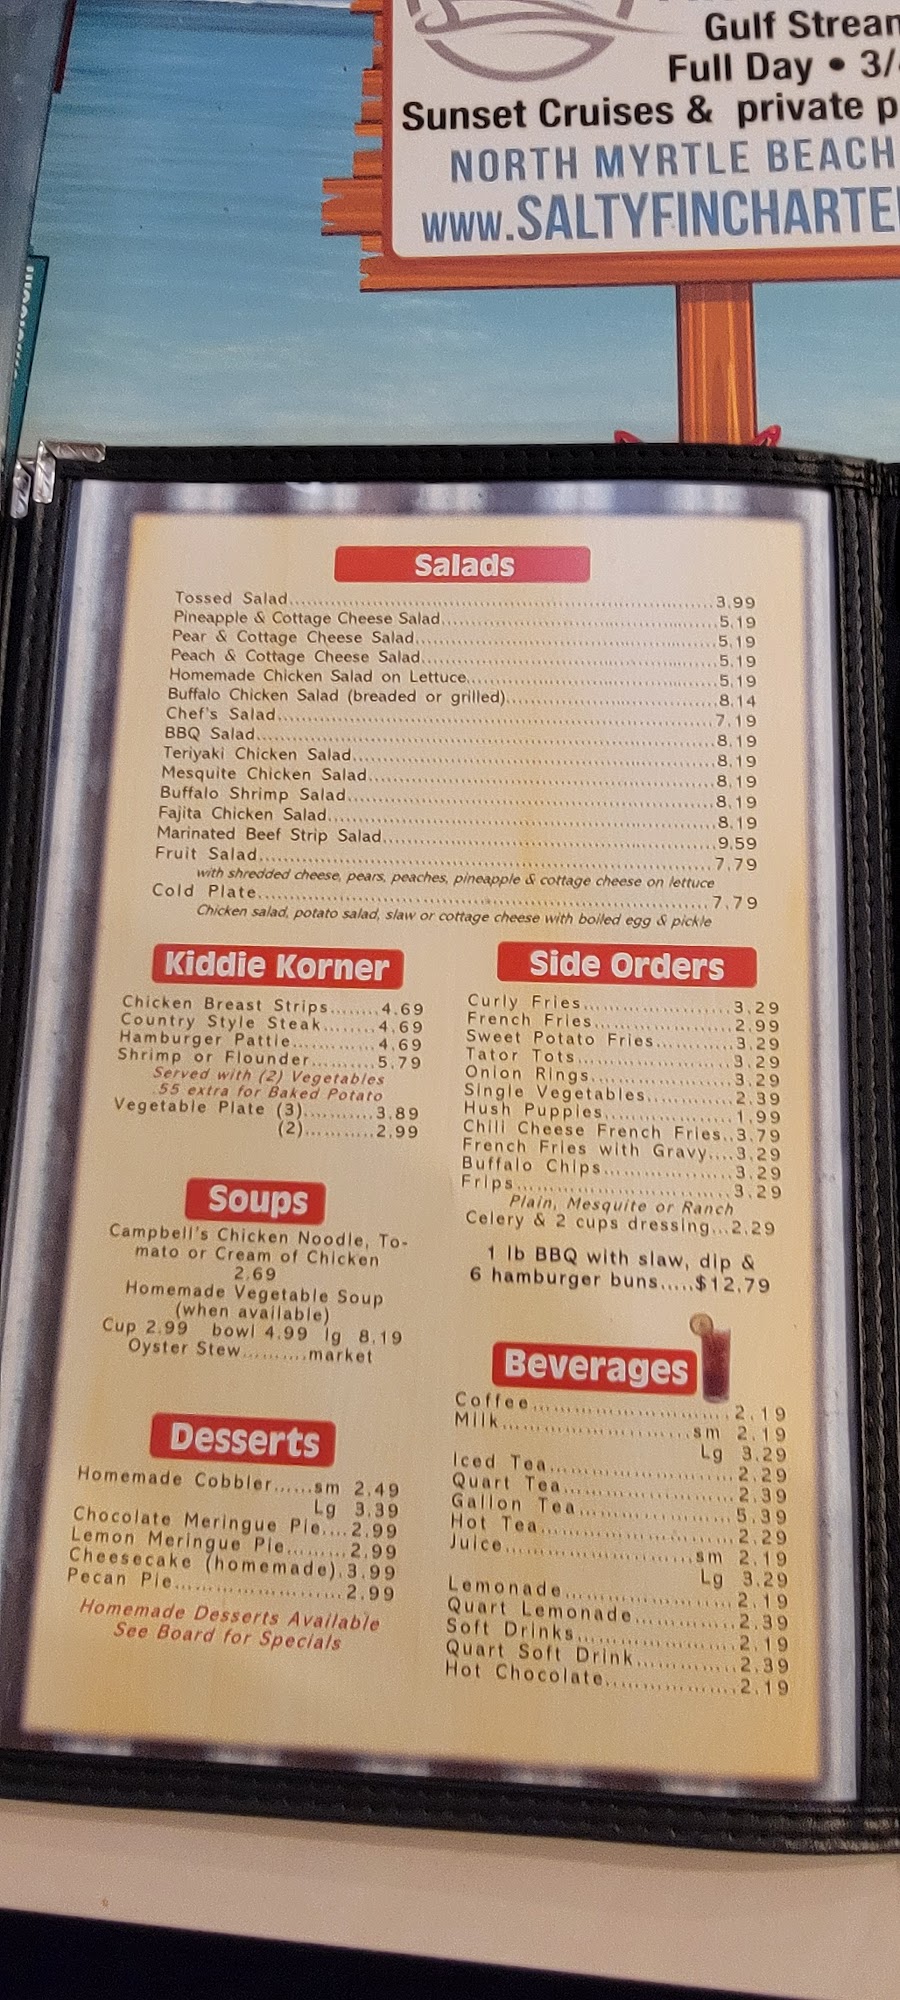 Gulf Strean
Full Day • 3/
Sunset Cruises & private p
NORTH MYRTLE BEACH
www.SALTYFINCHARTE
Salads
Tossed Salad 3.99
Pineapple & Cottage Cheese Salad 5.19
Pear & Cottage Cheese Salad 5.19
Peach & Cottage Cheese Salad 5.19
Homemade Chicken Salad on Lettuce 5.19
Buffalo Chicken Salad (breaded or grilled) 8.14
Chef's Salad 7.19
BBQ Salad 8.19
Teriyaki Chicken Salad 8.19
Mesquite Chicken Salad 8.19
Buffalo Shrimp Salad 8.19
Fajita Chicken Salad 8.19
Marinated Beef Strip Salad 9.59
Fruit Salad 7.79
with shredded cheese, pears, peaches, pineapple & cottage cheese on lettuce
Cold Plate 7.79
Chicken salad, potato salad, slaw or cottage cheese with boiled egg & pickle
Kiddie Korner
Chicken Breast Strips 4.69
Country Style Steak 4.69
Hamburger Pattie 4.69
Shrimp or Flounder 5.79
Served with (2) Vegetables
.55 extra for Baked Potato
Vegetable Plate (3) 3.89
(2) 2.99
Soups
Campbell's Chicken Noodle, To-
mato or Cream of Chicken
2.69
Homemade Vegetable Soup
(when available)
Cup 2.99 bowl 4.99 lg 8.19
Oyster Stew market
Desserts
Homemade Cobbler sm 2.49
Lg 3.39
Chocolate Meringue Pie 2.99
Lemon Meringue Pie 2.99
Cheesecake (homemade) 3.99
Pecan Pie 2.99
Homemade Desserts Available
See Board for Specials
Side Orders
Curly Fries 3.29
French Fries 2.99
Sweet Potato Fries 3.29
Tator Tots 3.29
Onion Rings 3.29
Single Vegetables 2.39
Hush Puppies 1.99
Chili Cheese French Fries 3.79
French Fries with Gravy 3.29
Buffalo Chips 3.29
Frips 3.29
Plain, Mesquite or Ranch
Celery & 2 cups dressing 2.29
1 lb BBQ with slaw, dip &
6 hamburger buns.....$12.79
Beverages
Coffee 2.19
Milk sm 2.19
Lg 3.29
Iced Tea 2.29
Quart Tea 2.39
Gallon Tea 5.39
Hot Tea 2.29
Juice sm 2.19
Lg 3.29
Lemonade 2.19
Quart Lemonade 2.39
Soft Drinks 2.19
Quart Soft Drink 2.39
Hot Chocolate 2.19